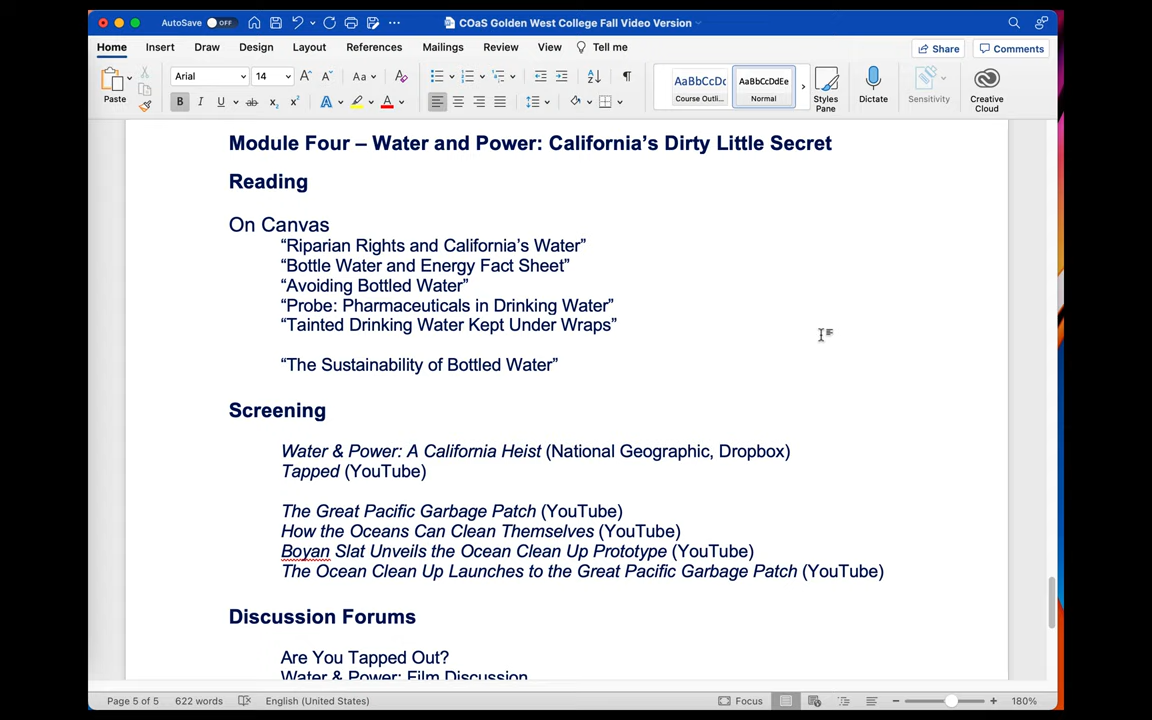 AutoSave OFF
COaS Golden West College Fall Video Version
Home Insert Draw Design Layout References Mailings Review View Tell me
Share Comments
Paste
Arial 14
AaBbCcDc
Course Outli...
AaBbCcDdEe
Normal
Styles Pane
Dictate
Sensitivity
Creative Cloud
Module Four – Water and Power: California’s Dirty Little Secret
Reading
On Canvas
“Riparian Rights and California’s Water”
“Bottle Water and Energy Fact Sheet”
“Avoiding Bottled Water”
“Probe: Pharmaceuticals in Drinking Water”
“Tainted Drinking Water Kept Under Wraps”
“The Sustainability of Bottled Water”
Screening
Water & Power: A California Heist (National Geographic, Dropbox)
Tapped (YouTube)
The Great Pacific Garbage Patch (YouTube)
How the Oceans Can Clean Themselves (YouTube)
Boyan Slat Unveils the Ocean Clean Up Prototype (YouTube)
The Ocean Clean Up Launches to the Great Pacific Garbage Patch (YouTube)
Discussion Forums
Are You Tapped Out?
Water & Power: Film Discussion
Page 5 of 5 622 words English (United States) Focus 180%